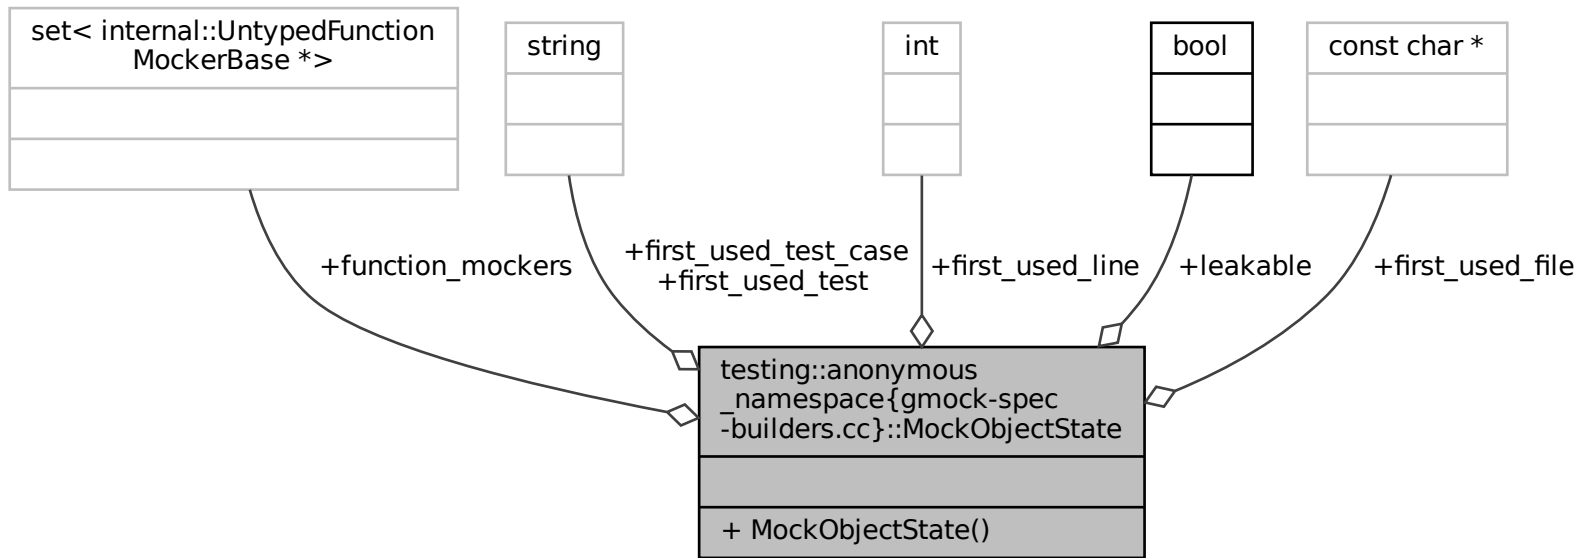 set< internal::UntypedFunction
MockerBase *>
string
int
bool
const char *
+function_mockers
+first_used_test_case
+first_used_test
+first_used_line
+leakable
+first_used_file
testing::anonymous
_namespace{gmock-spec
-builders.cc}::MockObjectState
+ MockObjectState()